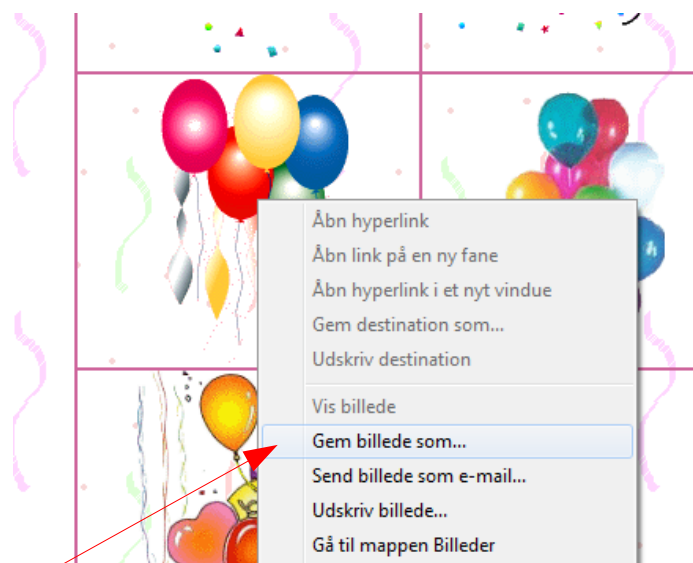 Åbn hyperlink
Åbn link på en ny fane
Åbn hyperlink i et nyt vindue
Gem destination som...
Udskriv destination
Vis billede
Gem billede som...
Send billede som e-mail...
Udskriv billede...
Gå til mappen Billeder